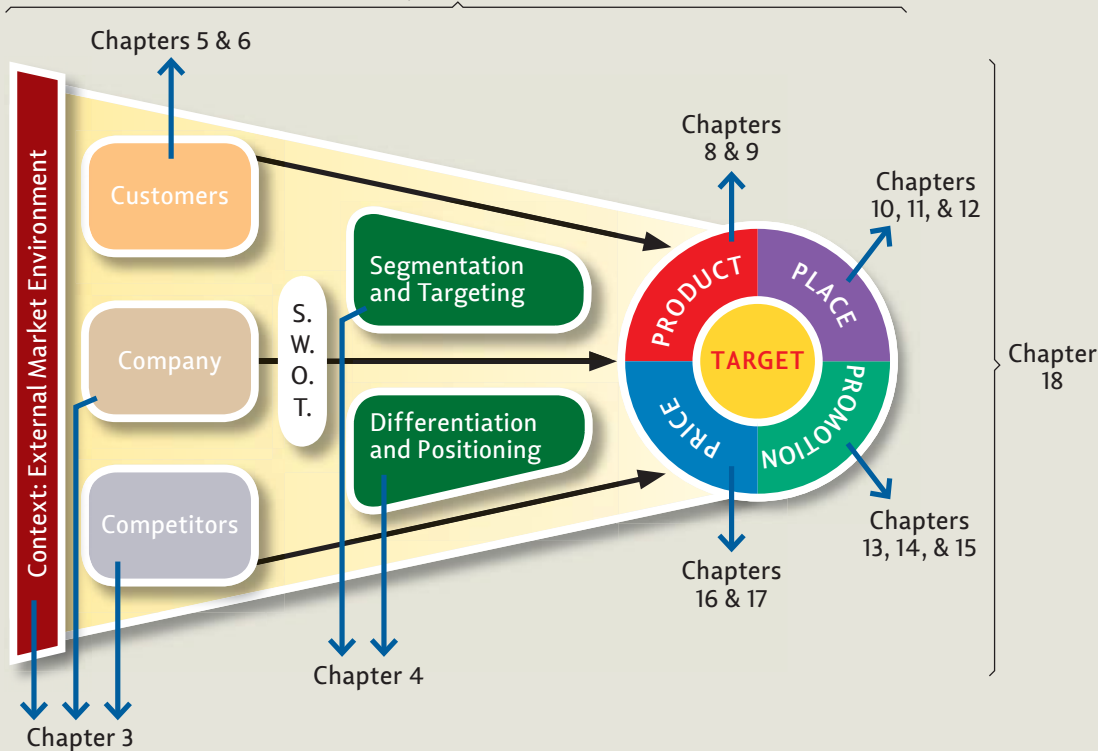 Chapters 5 & 6
Context: External Market Environment
Customers
Company
Competitors
S.
W.
O.
T.
Segmentation
and Targeting
Differentiation
and Positioning
Chapters
8 & 9
Chapters
10, 11, & 12
PRODUCT
PLACE
TARGET
PRICE
PROMOTION
Chapter
18
Chapters
13, 14, & 15
Chapters
16 & 17
Chapter 4
Chapter 3